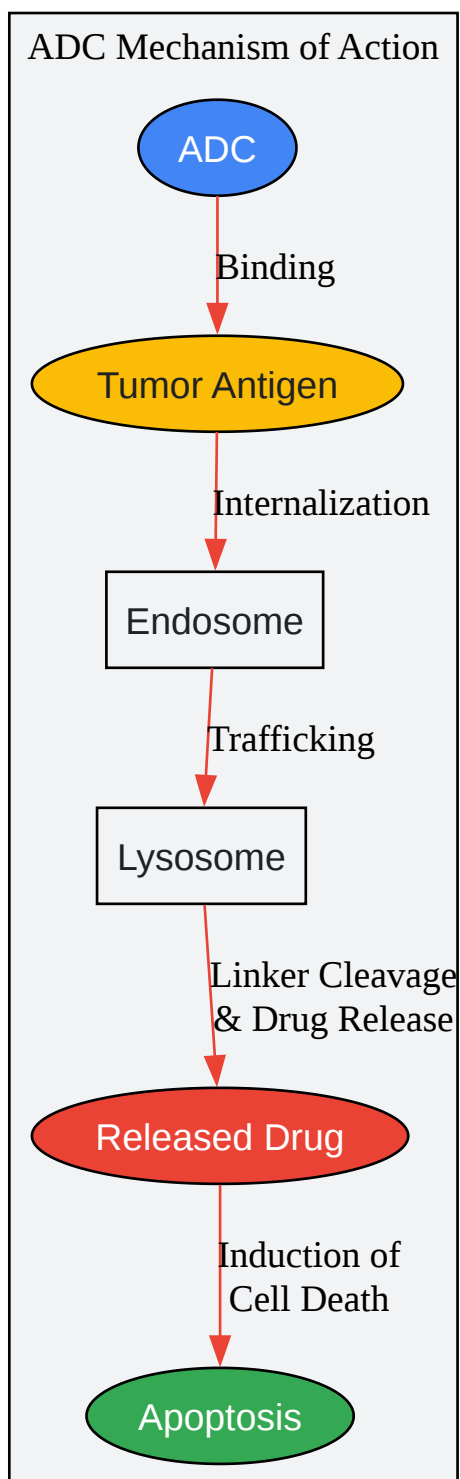 ADC Mechanism of Action
ADC
Binding
Tumor Antigen
Internalization
Endosome
Trafficking
Lysosome
Linker Cleavage
& Drug Release
Released Drug
Induction of
Cell Death
Apoptosis